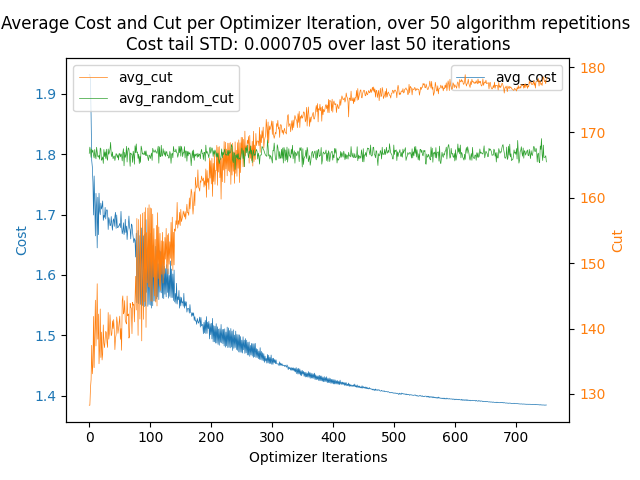 Average Cost and Cut per Optimizer Iteration, over 50 algorithm repetitions
Cost tail STD: 0.000705 over last 50 iterations
avg_cut
avg_random_cut
avg_cost
1.9
1.8
1.7
1.6
1.5
1.4
Cost
180
170
160
150
140
130
Cut
0 100 200 300 400 500 600 700
Optimizer Iterations